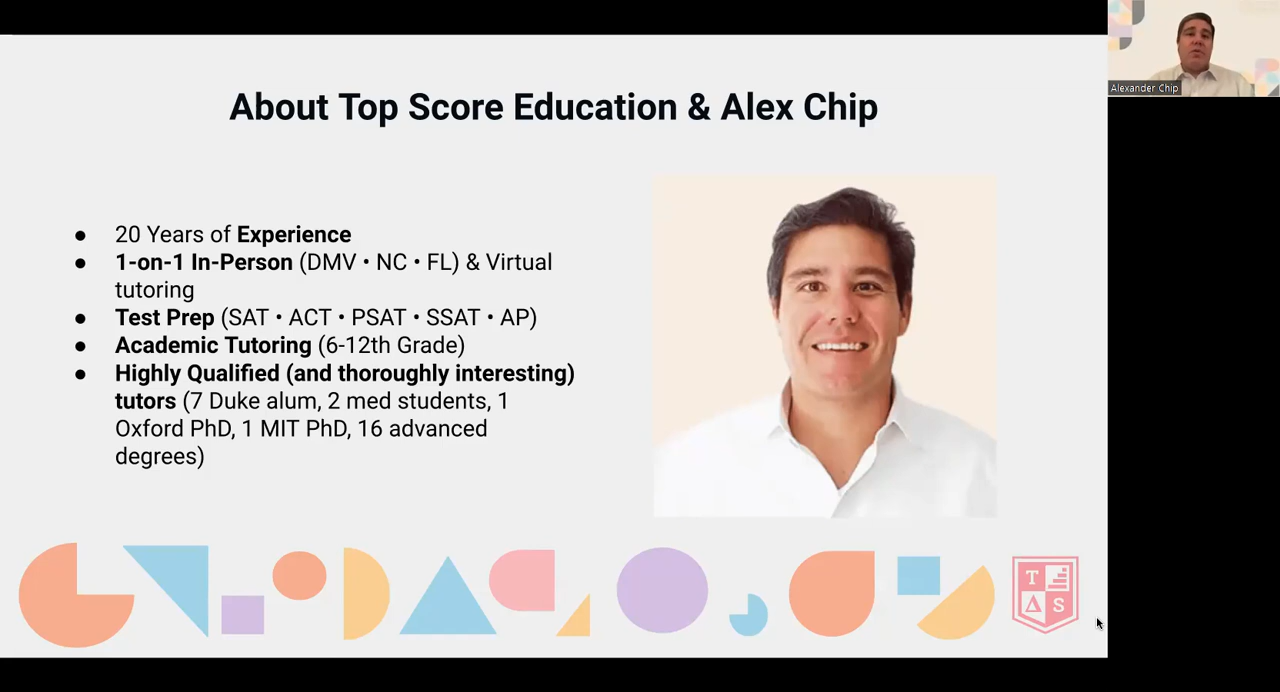 About Top Score Education & Alex Chip
● 20 Years of Experience
● 1-on-1 In-Person (DMV • NC • FL) & Virtual
tutoring
● Test Prep (SAT • ACT • PSAT • SSAT • AP)
● Academic Tutoring (6-12th Grade)
● Highly Qualified (and thoroughly interesting)
tutors (7 Duke alum, 2 med students, 1
Oxford PhD, 1 MIT PhD, 16 advanced
degrees)
T
Δ S
Alexander Chip